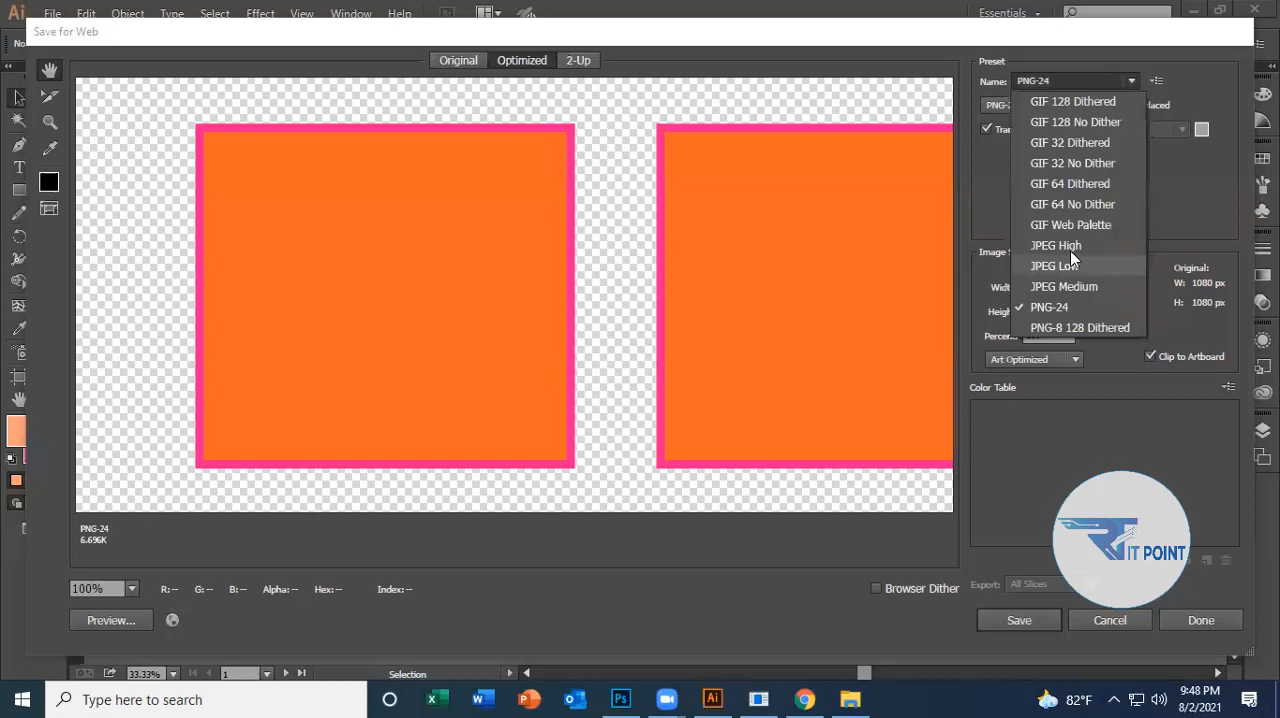 Ai File Edit Object Type Select Effect View Window Help Br Essentials
Save for Web
No
Original Optimized 2-Up
Preset
Name: PNG-24
PNG-
GIF 128 Dithered
GIF 128 No Dither
GIF 32 Dithered
GIF 32 No Dither
GIF 64 Dithered
GIF 64 No Dither
GIF Web Palette
JPEG High
JPEG Low
JPEG Medium
PNG-24
PNG-8 128 Dithered
Original:
W: 1080 px
H: 1080 px
Art Optimized
Clip to Artboard
Color Table
PNG-24
6.696K
IT POINT
100% R: -- G: -- B: -- Alpha: -- Hex: -- Index: --
Browser Dither
Export: All Slices
Preview...
Save Cancel Done
33.33% 1 Selection
Type here to search
82°F
9:48 PM
8/2/2021